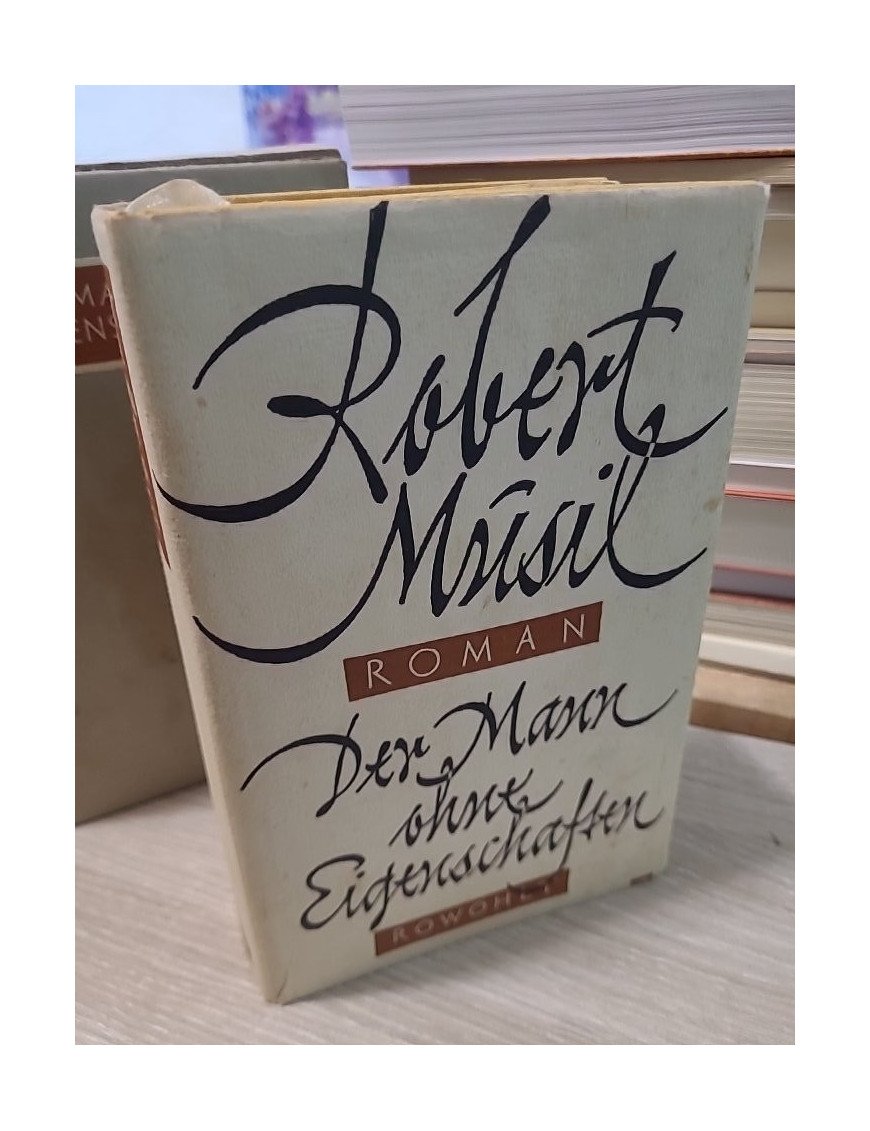 Robert
Musil
ROMAN
Der Mann
ohne
Eigenschaften
ROWOHLT